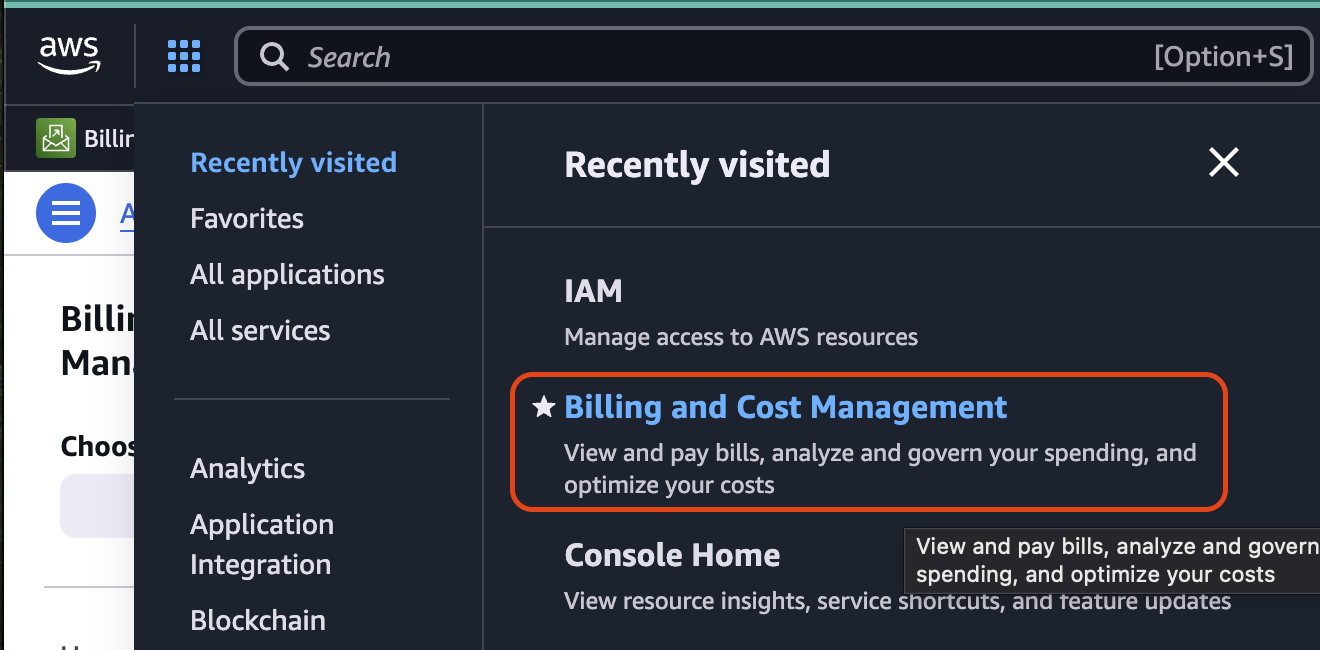 aws
Search
[Option+S]
Billin
A
Billin
Mana
Choos
Recently visited
Favorites
All applications
All services
Analytics
Application
Integration
Blockchain
Recently visited
IAM
Manage access to AWS resources
Billing and Cost Management
View and pay bills, analyze and govern your spending, and
optimize your costs
Console Home
View resource insights, service shortcuts, and feature updates
View and pay bills, analyze and govern
spending, and optimize your costs